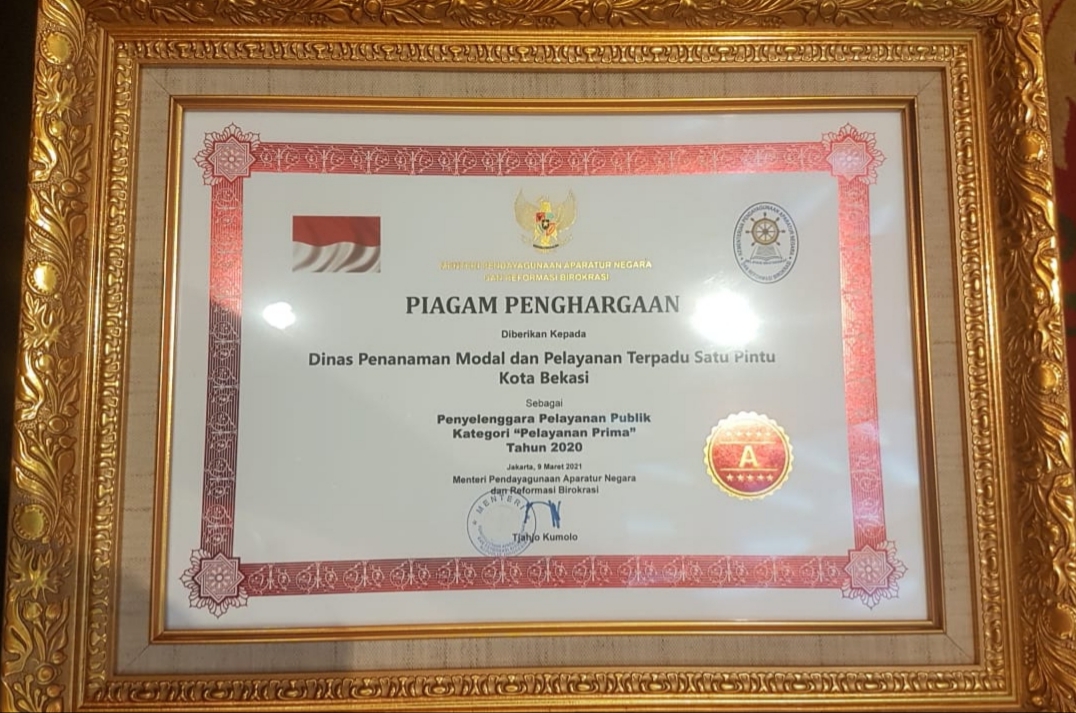 MENTERI PENDAYAGUNAAN APARATUR NEGARA
DAN REFORMASI BIROKRASI
PIAGAM PENGHARGAAN
Diberikan Kepada
Dinas Penanaman Modal dan Pelayanan Terpadu Satu Pintu
Kota Bekasi
Sebagai
Penyelenggara Pelayanan Publik
Kategori “Pelayanan Prima”
Tahun 2020
Jakarta, 9 Maret 2021
Menteri Pendayagunaan Aparatur Negara
dan Reformasi Birokrasi
MENTERI
Tjahjo Kumolo
A